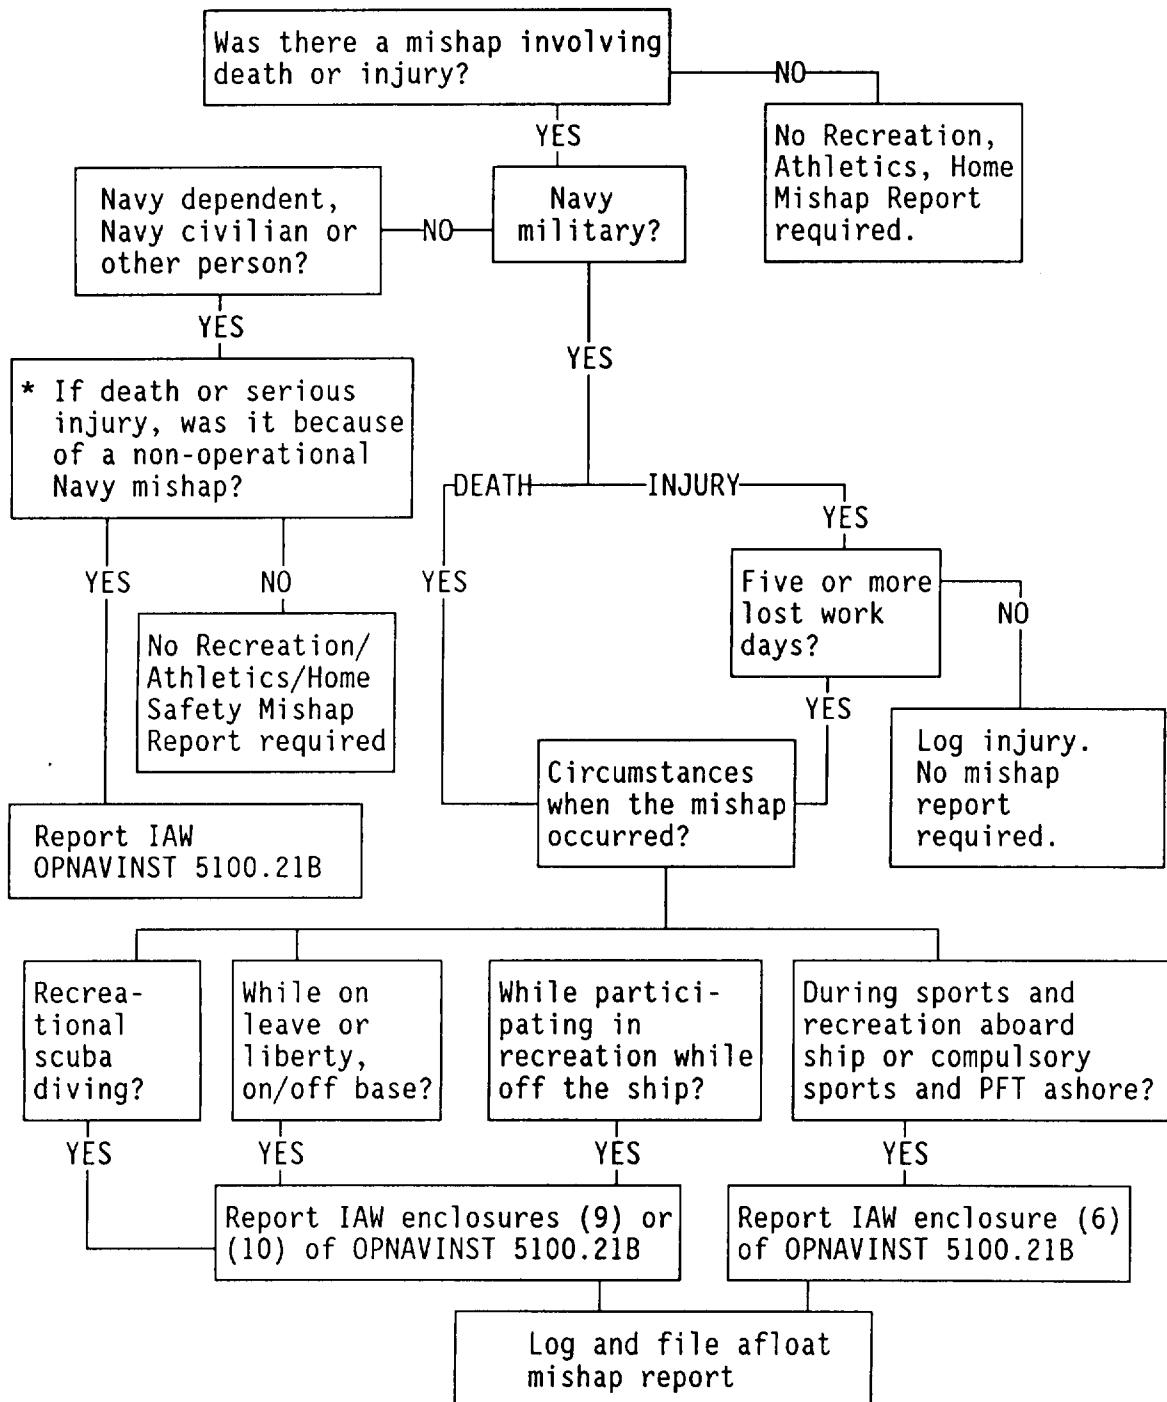 Was there a mishap involving
death or injury?
NO
YES
No Recreation,
Athletics, Home
Mishap Report
required.
Navy dependent,
Navy civilian or
other person?
NO
Navy
military?
YES
YES
* If death or serious
injury, was it because
of a non-operational
Navy mishap?
DEATH
INJURY
YES
YES
NO
YES
Five or more
lost work
days?
NO
No Recreation/
Athletics/Home
Safety Mishap
Report required
YES
Log injury.
No mishap
report
required.
Circumstances
when the mishap
occurred?
Report IAW
OPNAVINST 5100.21B
Recrea-
tional
scuba
diving?
While on
leave or
liberty,
on/off base?
While partici-
pating in
recreation while
off the ship?
During sports and
recreation aboard
ship or compulsory
sports and PFT ashore?
YES
YES
YES
YES
Report IAW enclosures (9) or
(10) of OPNAVINST 5100.21B
Report IAW enclosure (6)
of OPNAVINST 5100.21B
Log and file afloat
mishap report